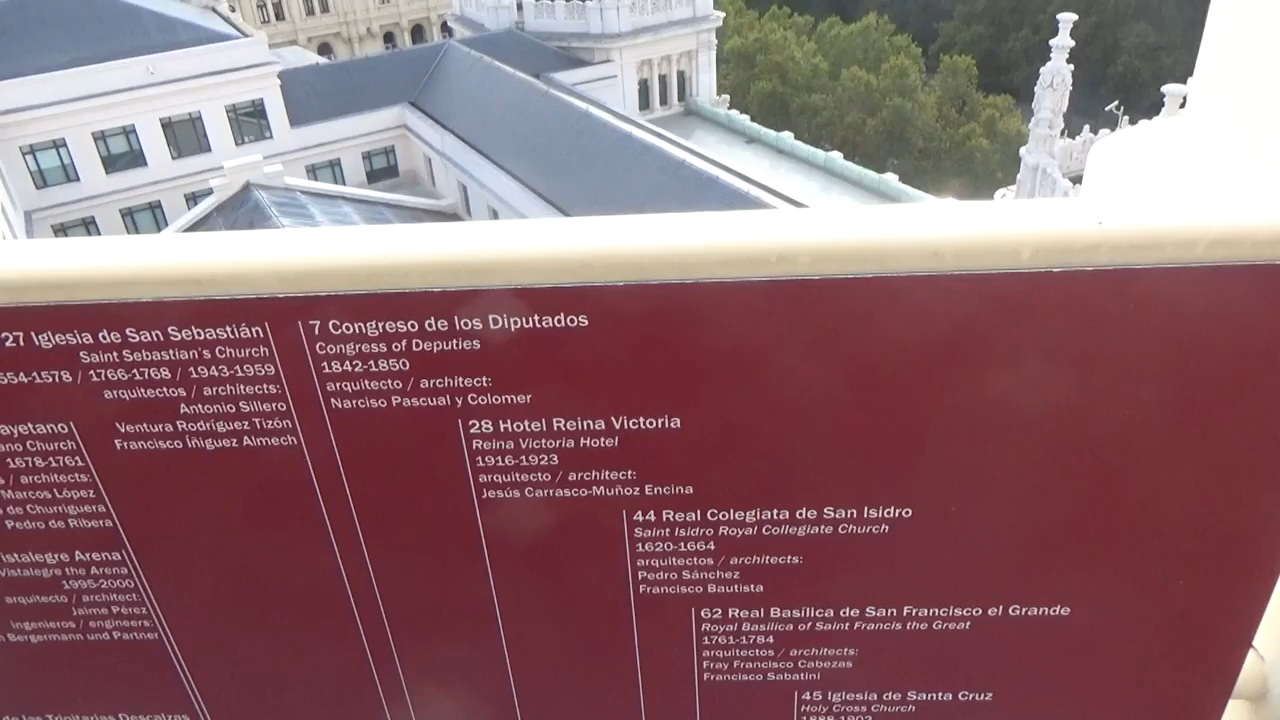 27 Iglesia de San Sebastián
Saint Sebastian's Church
/ 1766-1768 / 1943-1959
arquitectos / architects:
Antonio Sillero
Ventura Rodríguez Tizón
Francisco Íñiguez Almech
Church
1678-1761
/ architects:
Marcos López
de Churriguera
Pedro de Ribera
Arena
Vistalegre the Arena
1995-2000
arquitecto / architect:
Jaime Pérez
ingenieros / engineers:
Bergermann und Partner
de las Trinitarias Descalzas
7 Congreso de los Diputados
Congress of Deputies
1842-1850
arquitecto / architect:
Narciso Pascual y Colomer
28 Hotel Reina Victoria
Reina Victoria Hotel
1916-1923
arquitecto / architect:
Jesús Carrasco-Muñoz Encina
44 Real Colegiata de San Isidro
Saint Isidro Royal Collegiate Church
1620-1664
arquitectos / architects:
Pedro Sánchez
Francisco Bautista
62 Real Basílica de San Francisco el Grande
Royal Basilica of Saint Francis the Great
1761-1784
arquitectos / architects:
Fray Francisco Cabezas
Francisco Sabatini
45 Iglesia de Santa Cruz
Holy Cross Church
1888-1902